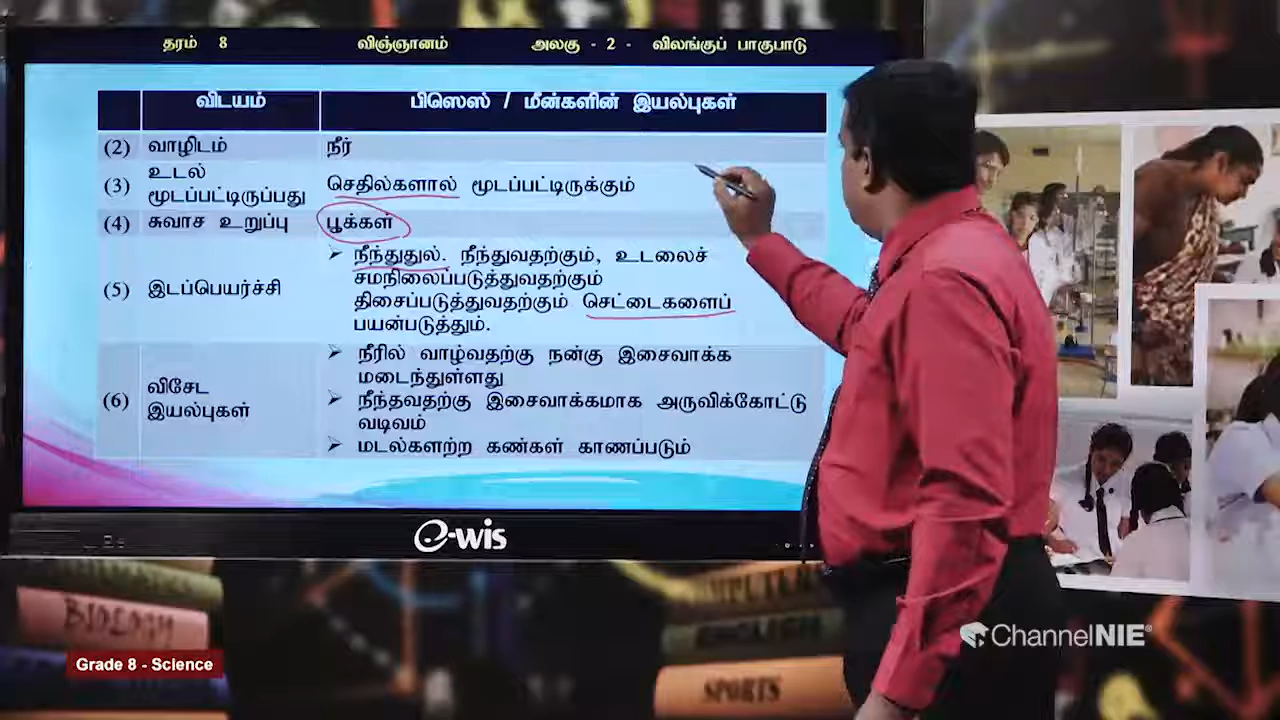 தரம் 8 விஞ்ஞானம் அலகு - 2 - விலங்குப் பாகுபாடு
விடயம் பிஸெஸ் / மீன்களின் இயல்புகள்
(2) வாழிடம் நீர்
(3) உடல்
மூடப்பட்டிருப்பது செதில்களால் மூடப்பட்டிருக்கும்
(4) சுவாச உறுப்பு பூக்கள்
(5) இடப்பெயர்ச்சி ➢ நீந்துதுல். நீந்துவதற்கும், உடலைச்
சமநிலைப்படுத்துவதற்கும்
திசைப்படுத்துவதற்கும் செட்டைகளைப்
பயன்படுத்தும்.
(6) விசேட
இயல்புகள் ➢ நீரில் வாழ்வதற்கு நன்கு இசைவாக்க
மடைந்துள்ளது
➢ நீந்தவதற்கு இசைவாக்கமாக அருவிக்கோட்டு
வடிவம்
➢ மடல்களற்ற கண்கள் காணப்படும்
e-wis
BIOLOGY
ENGLISH
SPORTS
Grade 8 - Science
ChannelNIE